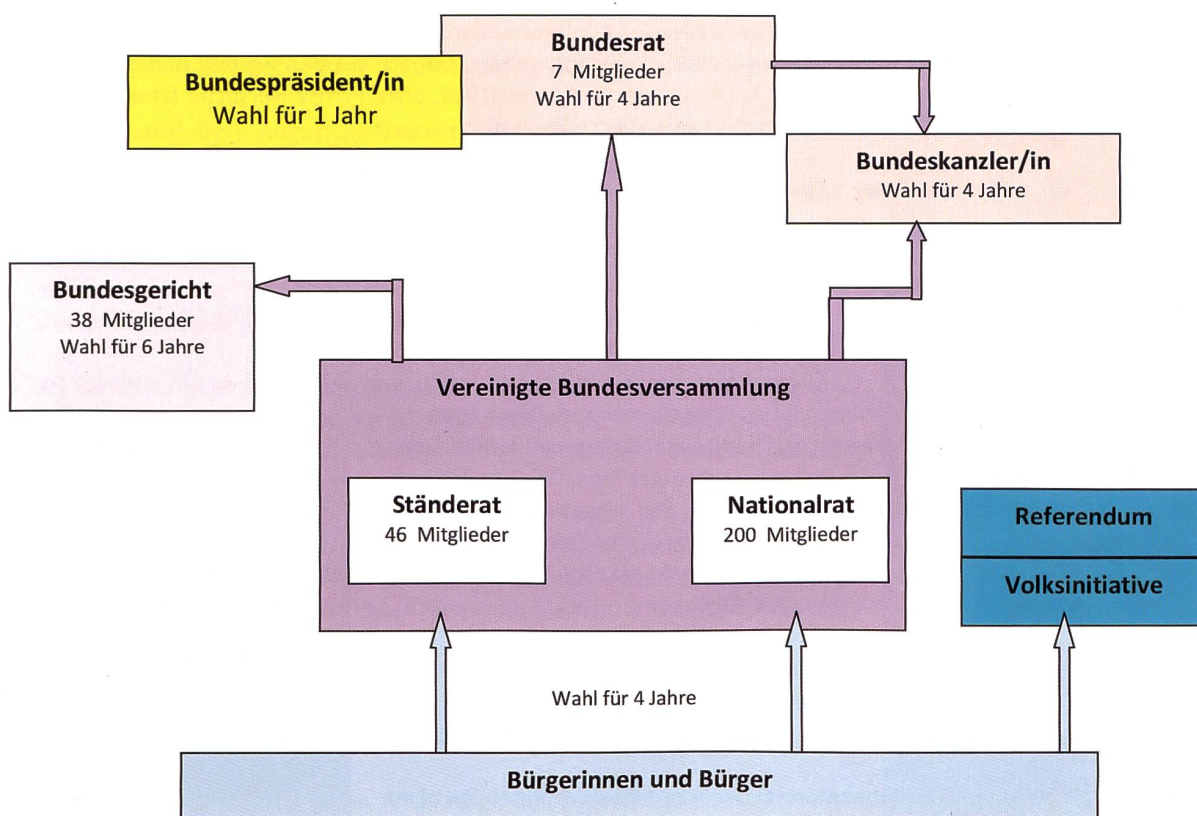 Bundesrat
7 Mitglieder
Wahl für 4 Jahre
Bundespräsident/in
Wahl für 1 Jahr
Bundeskanzler/in
Wahl für 4 Jahre
Bundesgericht
38 Mitglieder
Wahl für 6 Jahre
Vereinigte Bundesversammlung
Ständerat
46 Mitglieder
Nationalrat
200 Mitglieder
Referendum
Volksinitiative
Wahl für 4 Jahre
Bürgerinnen und Bürger